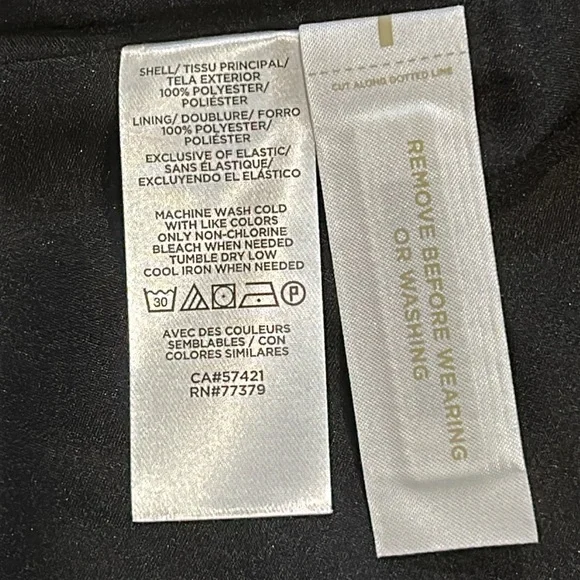 SHELL/ TISSU PRINCIPAL/
TELA EXTERIOR
100% POLYESTER/
POLIÉSTER
LINING/ DOUBLURE/ FORRO
100% POLYESTER/
POLIÉSTER
EXCLUSIVE OF ELASTIC/
SANS ÉLASTIQUE/
EXCLUYENDO EL ELÁSTICO
MACHINE WASH COLD
WITH LIKE COLORS
ONLY NON-CHLORINE
BLEACH WHEN NEEDED
TUMBLE DRY LOW
COOL IRON WHEN NEEDED
30 P
AVEC DES COULEURS
SEMBLABLES / CON
COLORES SIMILARES
CA#57421
RN#77379
CUT ALONG DOTTED LINE
REMOVE BEFORE WEARING
OR WASHING